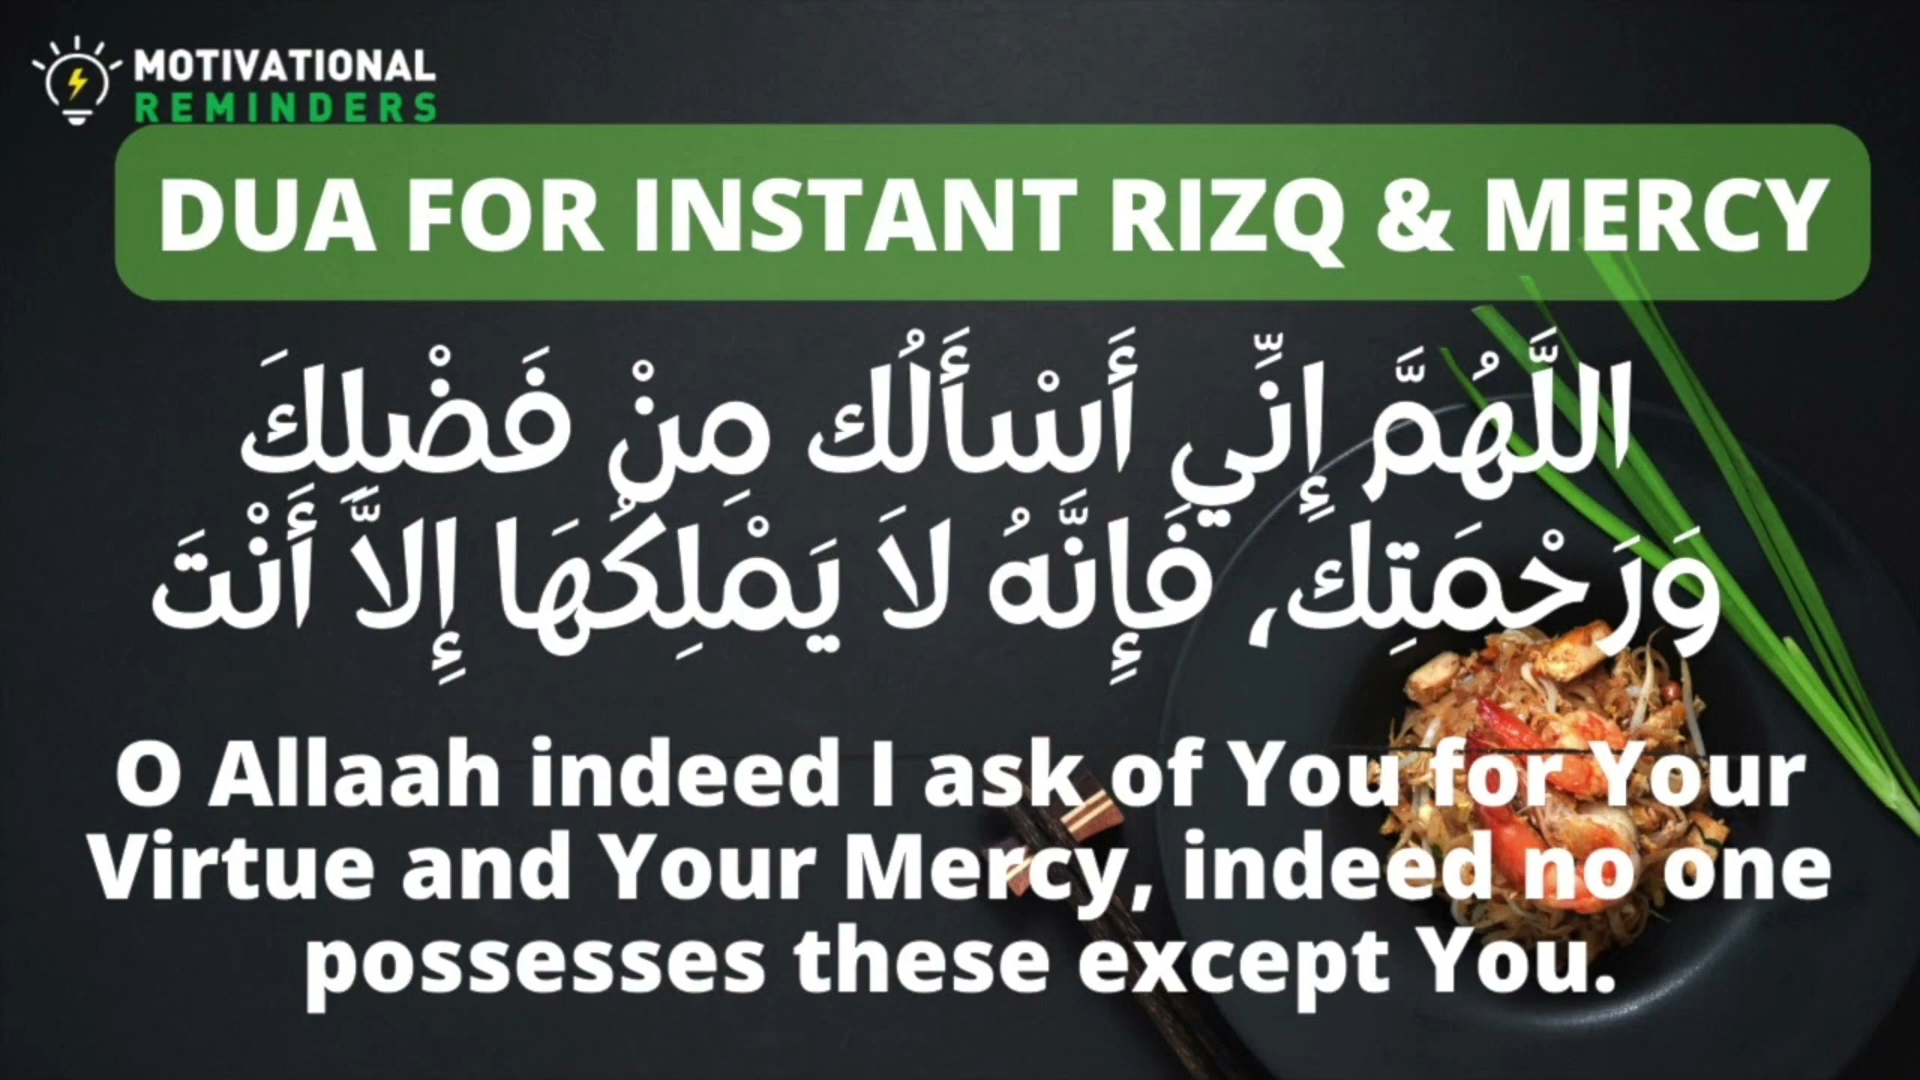 MOTIVATIONAL
REMINDERS
DUA FOR INSTANT RIZQ & MERCY
اللَّهُمَّ إِنِّي أَسْأَلُك مِنْ فَضْلِكَ
وَرَحْمَتِك، فَإِنَّهُ لاَ يَمْلِكُهَا إِلاَّ أَنْتَ
O Allaah indeed I ask of You for Your
Virtue and Your Mercy, indeed no one
possesses these except You.